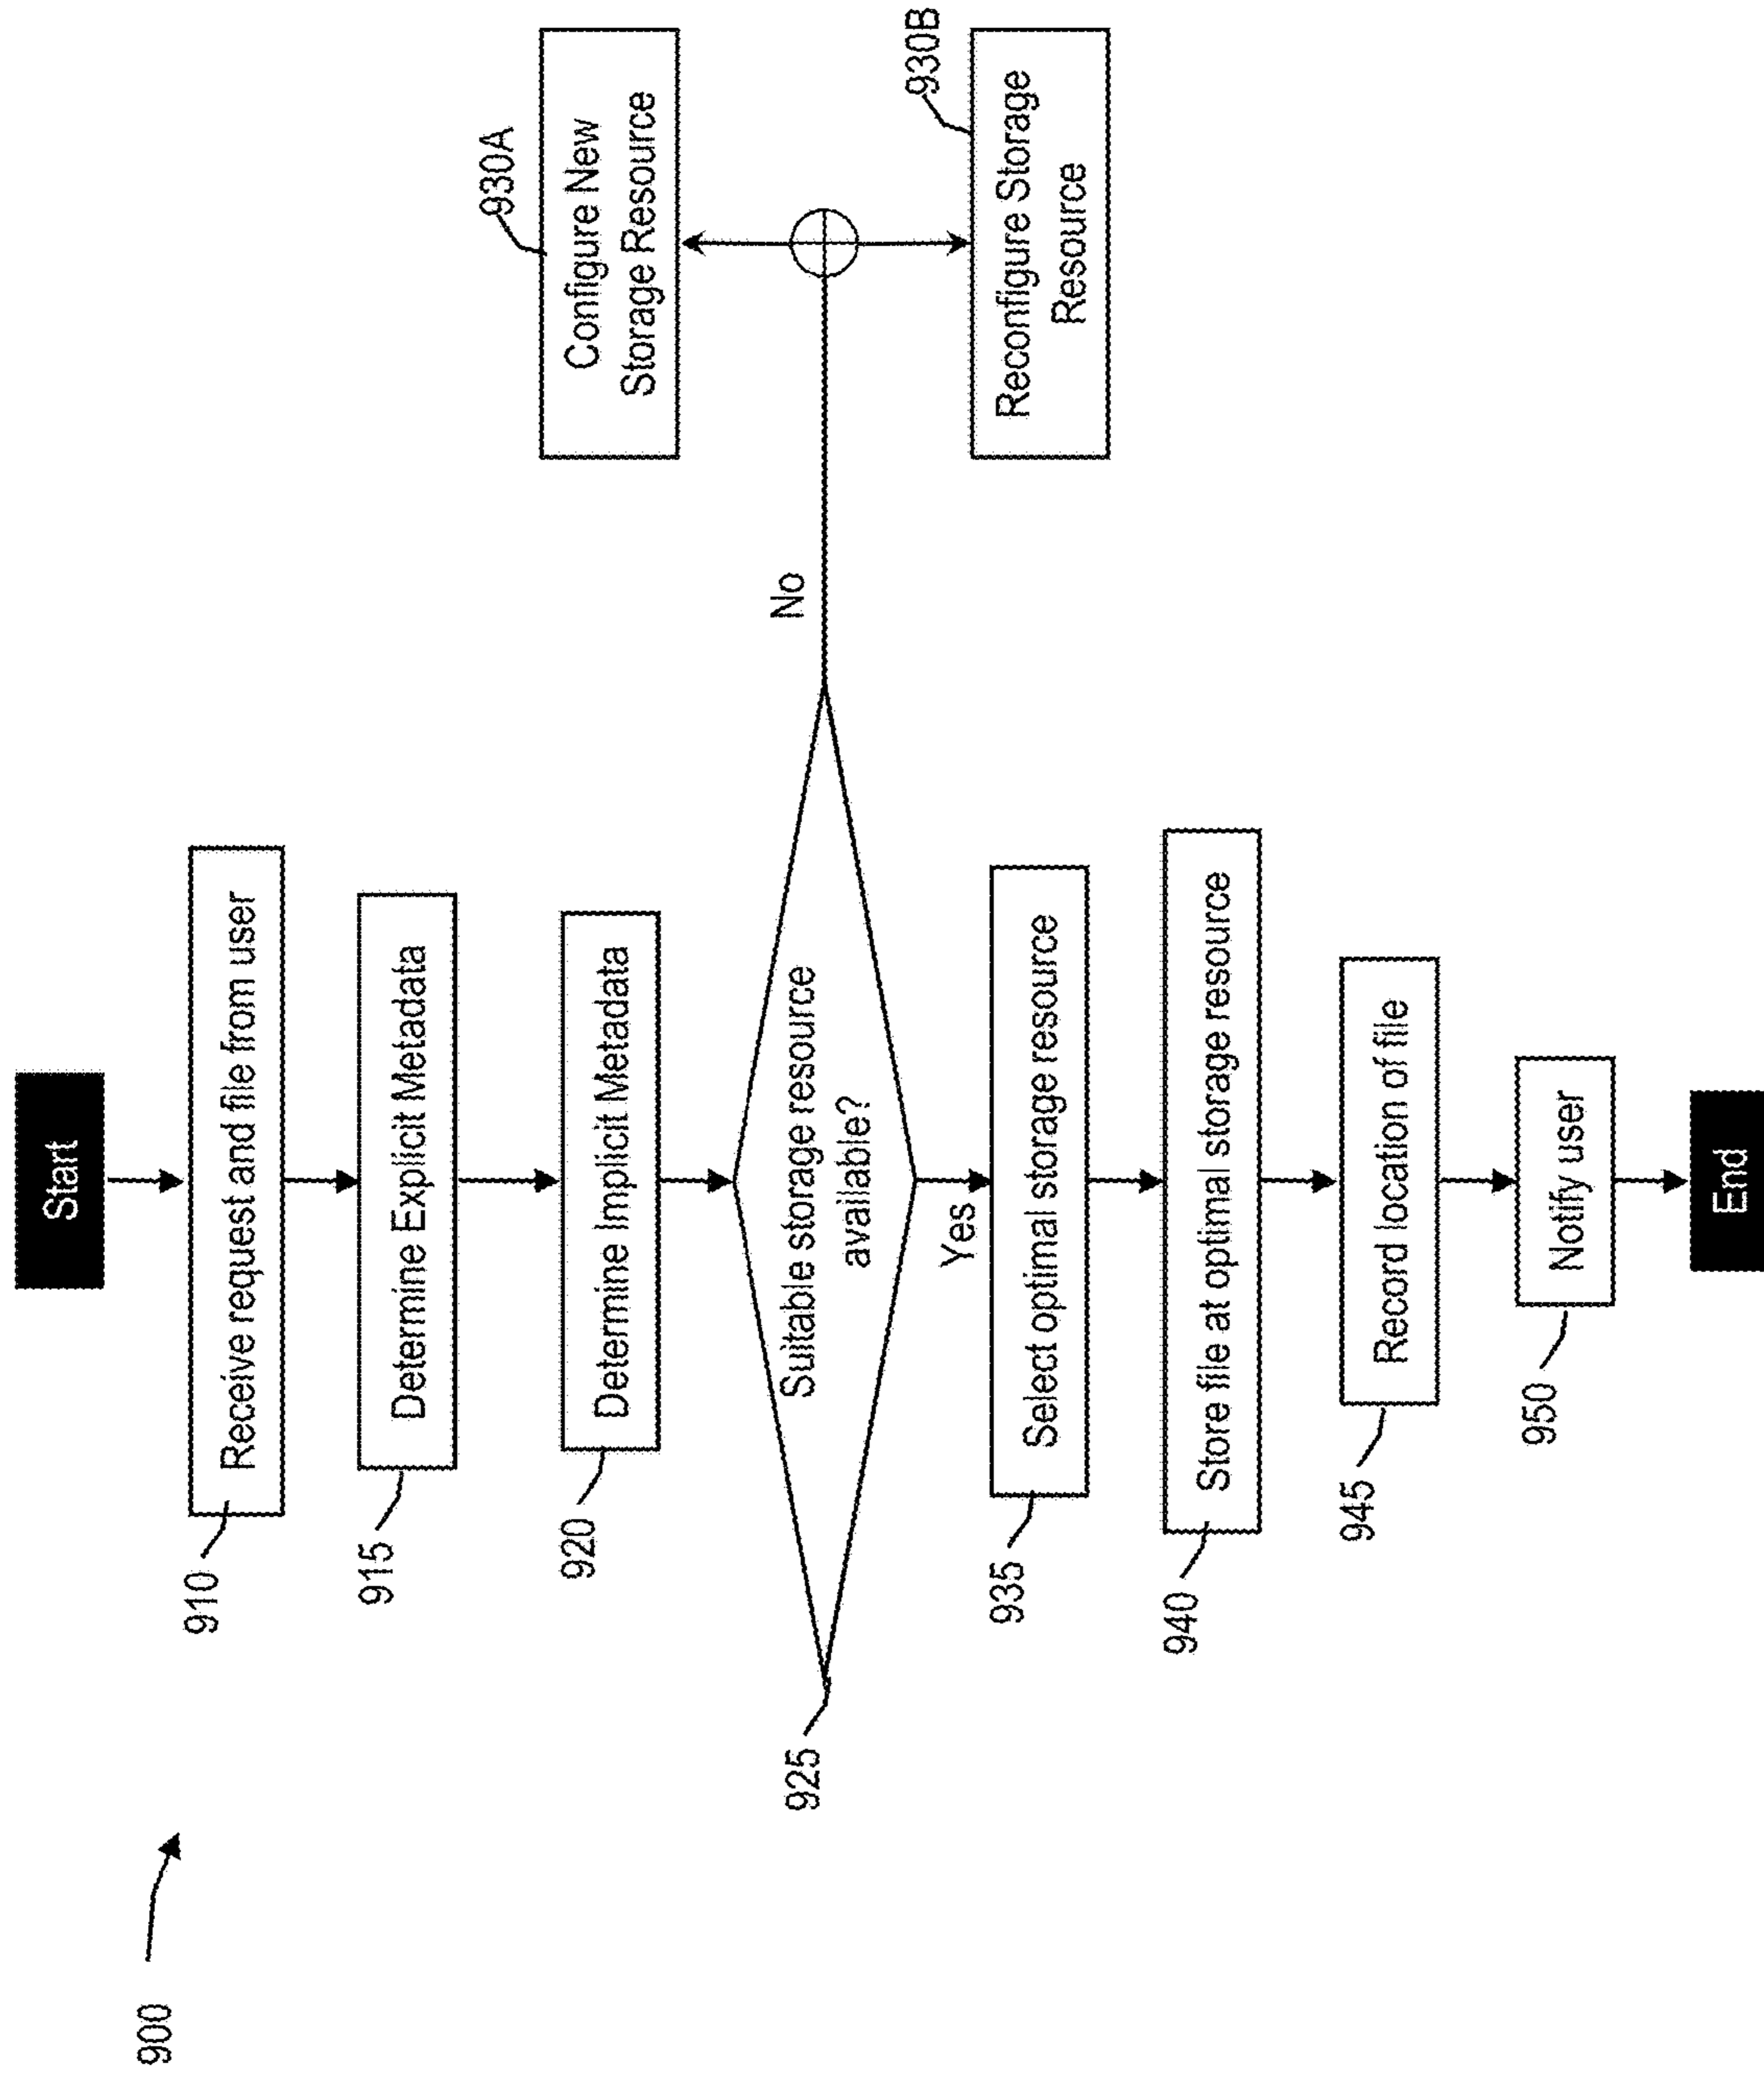 900
Start
910
Receive request and file from user
915
Determine Explicit Metadata
920
Determine Implicit Metadata
925
Suitable storage resource
available?
No
930A
Configure New
Storage Resource
930B
Reconfigure Storage
Resource
Yes
935
Select optimal storage resource
940
Store file at optimal storage resource
945
Record location of file
950
Notify user
End